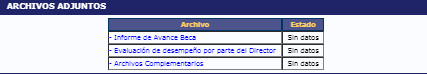 ARCHIVOS ADJUNTOS
Archivo Estado
- Informe de Avance Beca Sin datos
- Evaluación de desempeño por parte del Director Sin datos
- Archivos Complementarios Sin datos